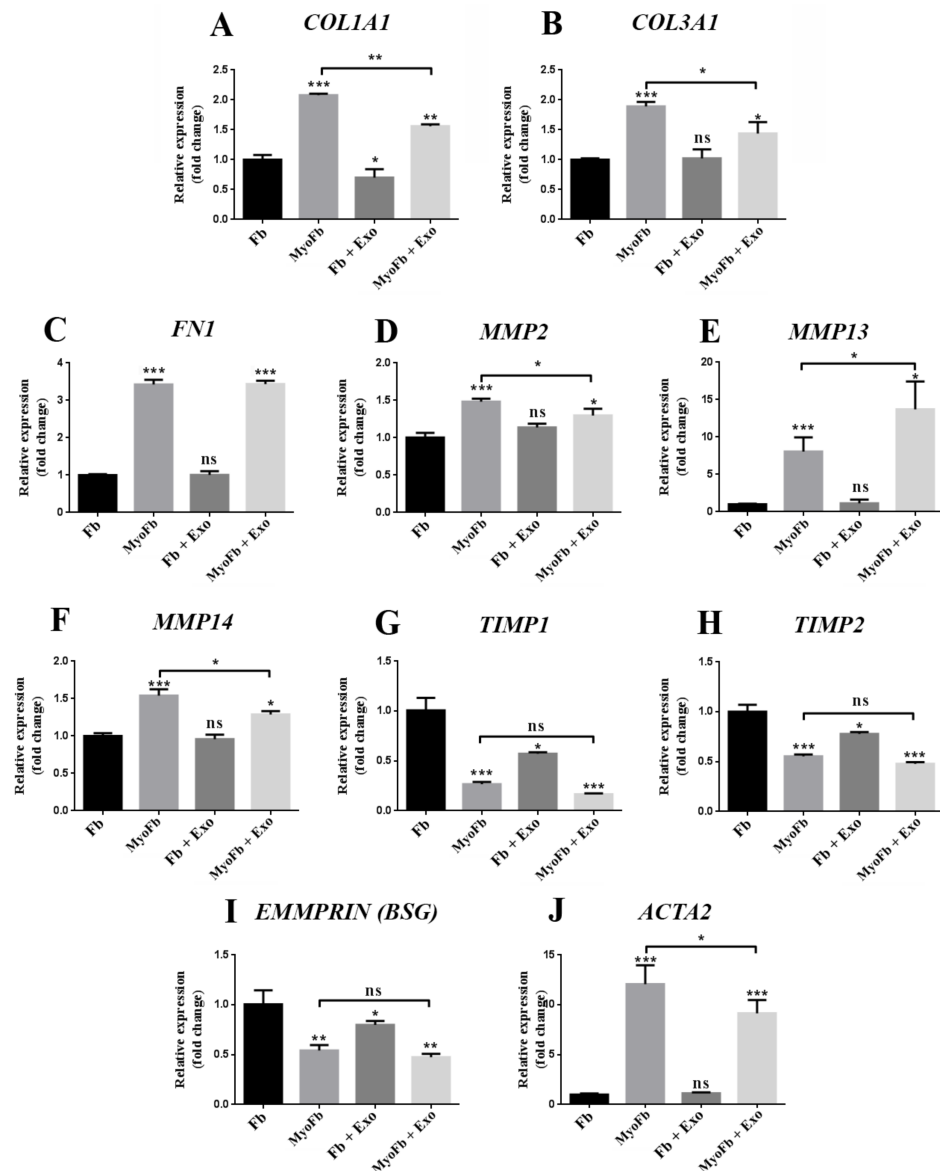 A COL1A1
**
Relative expression
(fold change)
2.5
2.0
1.5
1.0
0.5
0.0
***
*
**
Fb
MyoFb
Fb + Exo
MyoFb + Exo
B COL3A1
*
Relative expression
(fold change)
2.5
2.0
1.5
1.0
0.5
0.0
***
ns
*
Fb
MyoFb
Fb + Exo
MyoFb + Exo
C FN1
Relative expression
(fold change)
4
3
2
1
0
***
ns
***
Fb
MyoFb
Fb + Exo
MyoFb + Exo
D MMP2
*
Relative expression
(fold change)
2.0
1.5
1.0
0.5
0.0
***
ns
*
Fb
MyoFb
Fb + Exo
MyoFb + Exo
E MMP13
*
Relative expression
(fold change)
20
15
10
5
0
***
ns
*
Fb
MyoFb
Fb + Exo
MyoFb + Exo
F MMP14
*
Relative expression
(fold change)
2.0
1.5
1.0
0.5
0.0
***
ns
*
Fb
MyoFb
Fb + Exo
MyoFb + Exo
G TIMP1
ns
Relative expression
(fold change)
1.5
1.0
0.5
0.0
***
*
***
Fb
MyoFb
Fb + Exo
MyoFb + Exo
H TIMP2
ns
Relative expression
(fold change)
1.5
1.0
0.5
0.0
***
*
***
Fb
MyoFb
Fb + Exo
MyoFb + Exo
I EMMPRIN (BSG)
ns
Relative expression
(fold change)
1.5
1.0
0.5
0.0
**
*
**
Fb
MyoFb
Fb + Exo
MyoFb + Exo
J ACTA2
*
Relative expression
(fold change)
15
10
5
0
***
ns
***
Fb
MyoFb
Fb + Exo
MyoFb + Exo